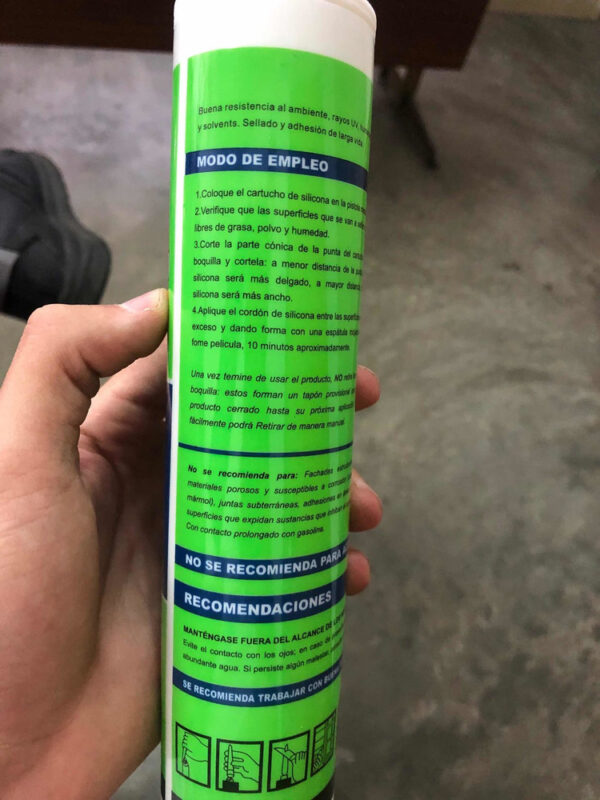 Buena resistencia al ambiente, rayos UV,
y solvents. Sellado y adhesión de larga vida.
MODO DE EMPLEO
1.Coloque el cartucho de silicona en la pistola
2.Verifique que las superficies que se van a
libres de grasa, polvo y humedad.
3.Corte la parte cónica de la punta del
boquilla y cortela: a menor distancia de la
silicona será más delgado, a mayor
silicona será más ancho.
4.Aplique el cordón de silicona entre las
exceso y dando forma con una espátula
fome película, 10 minutos aproximadamente.
Una vez temine de usar el producto, NO
boquilla: estos forman un tapón provisional
producto cerrado hasta su próxima
fácilmente podrá Retirar de manera manual.
No se recomienda para: Fachadas
materiales porosos y susceptibles a corrosión
mármol), juntas subterráneas, adhesiones en
superficies que expidan sustancias que
Con contacto prolongado con gasolina.
NO SE RECOMIENDA PARA
RECOMENDACIONES
MANTÉNGASE FUERA DEL ALCANCE DE
Evite el contacto con los ojos; en caso de
abundante agua. Si persiste algún malestar,
SE RECOMIENDA TRABAJAR CON BUENA